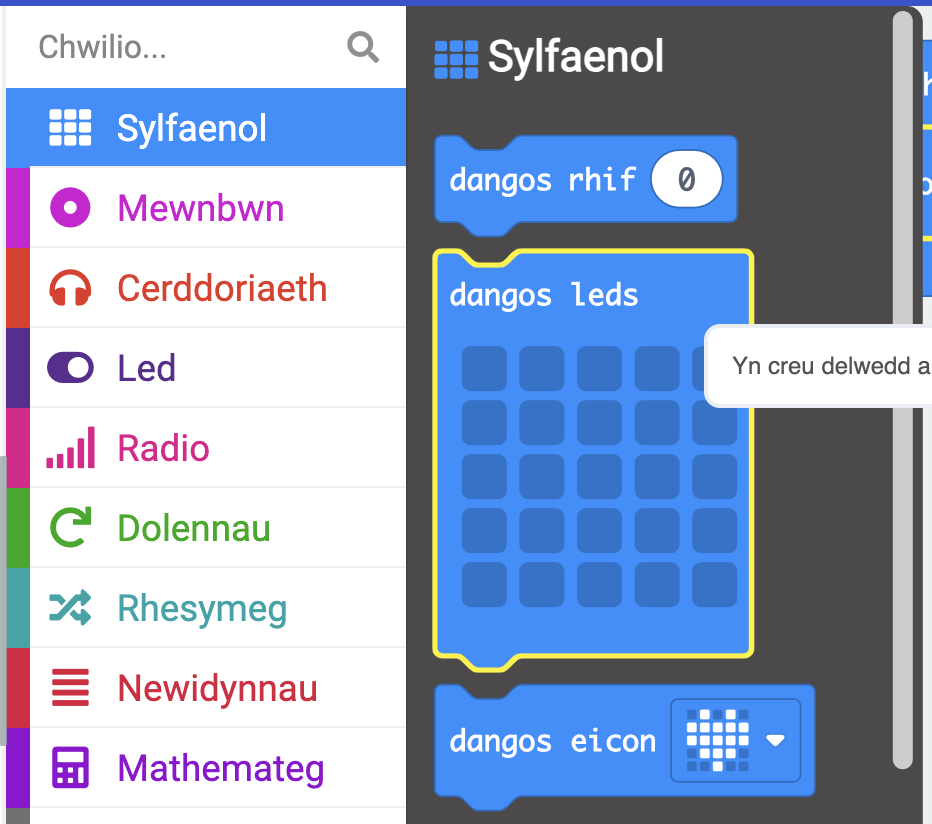 Chwilio...
Sylfaenol
Mewnbwn
Cerddoriaeth
Led
Radio
Dolennau
Rhesymeg
Newidynnau
Mathemateg
Sylfaenol
dangos rhif 0
dangos leds
Yn creu delwedd a
dangos eicon